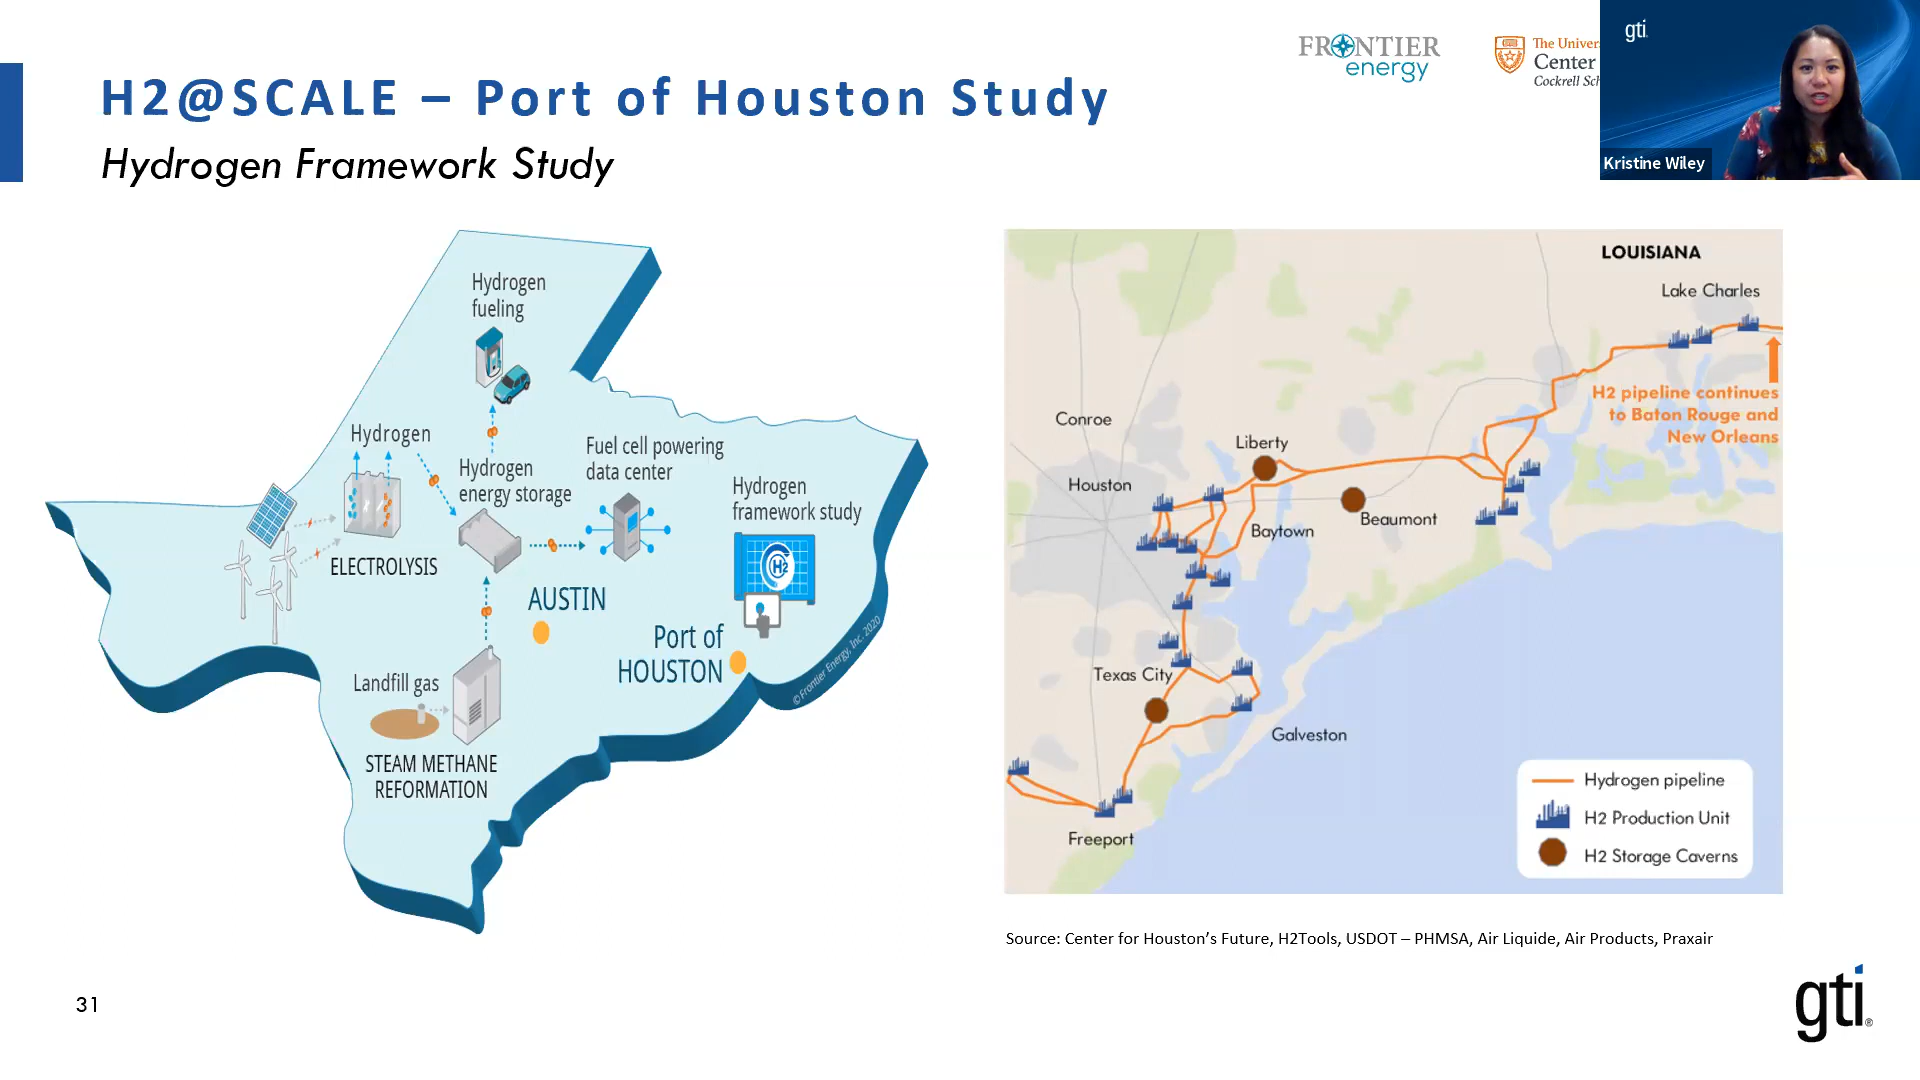 H2@SCALE – Port of Houston Study
Hydrogen Framework Study
FRONTIER
energy
The Univer
Center
Cockrell Sch
gti
Kristine Wiley
Hydrogen
fueling
Hydrogen
Hydrogen
energy storage
Fuel cell powering
data center
Hydrogen
framework study
H2
ELECTROLYSIS
AUSTIN
Port of
HOUSTON
Landfill gas
STEAM METHANE
REFORMATION
© Frontier Energy, Inc. 2020
LOUISIANA
Lake Charles
H2 pipeline continues
to Baton Rouge and
New Orleans
Conroe
Liberty
Houston
Beaumont
Baytown
Texas City
Galveston
Freeport
Hydrogen pipeline
H2 Production Unit
H2 Storage Caverns
Source: Center for Houston's Future, H2Tools, USDOT – PHMSA, Air Liquide, Air Products, Praxair
31
gti®